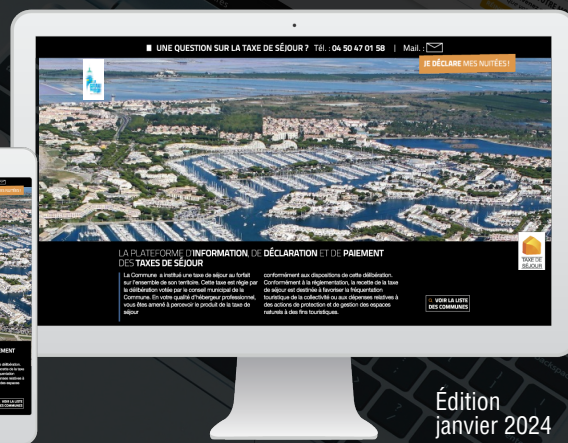 ■ UNE QUESTION SUR LA TAXE DE SÉJOUR ? Tél. : 04 50 47 01 58 | Mail. :
JE DÉCLARE MES NUITÉES !
LA PLATEFORME D'INFORMATION, DE DÉCLARATION ET DE PAIEMENT
DES TAXES DE SÉJOUR
La Commune a institué une taxe de séjour au forfait
sur l'ensemble de son territoire. Cette taxe est régie par
la délibération votée par le conseil municipal de la
Commune. En votre qualité d'hébergeur professionnel,
vous êtes amené à percevoir le produit de la taxe de
séjour
conformément aux dispositions de cette délibération.
Conformément à la réglementation, la recette de la taxe
de séjour est destinée à favoriser la fréquentation
touristique de la collectivité ou aux dépenses relatives à
des actions de protection et de gestion des espaces
naturels à des fins touristiques.
TAXE DE
SÉJOUR
VOIR LA LISTE
DES COMMUNES
VOIR LA LISTE
DES COMMUNES
Édition
janvier 2024